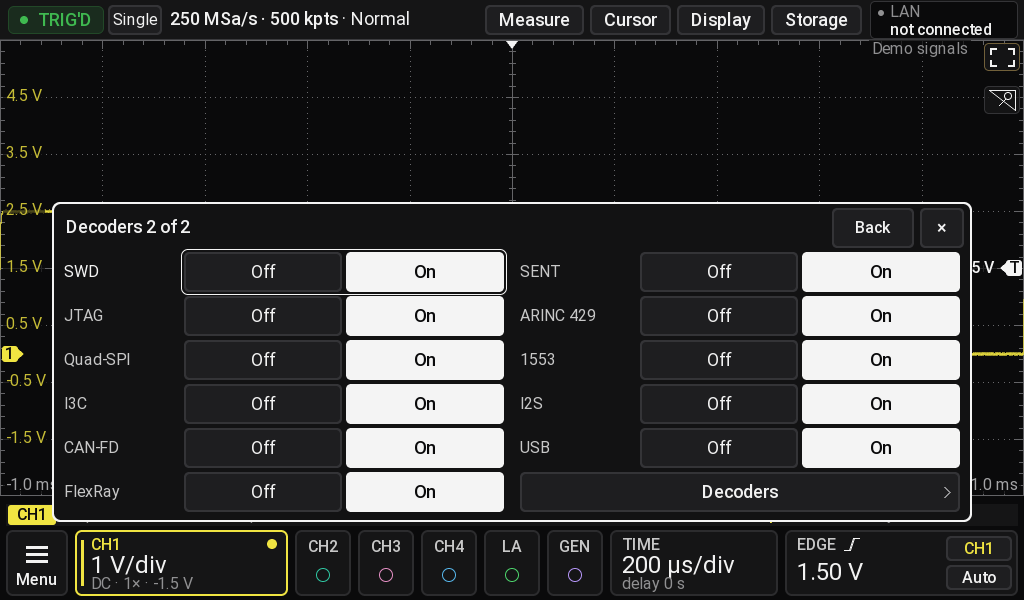 TRIG'D Single 250 MSa/s · 500 kpts · Normal Measure Cursor Display Storage LAN
not connected
Demo signals
4.5 V
3.5 V
2.5 V
Decoders 2 of 2 Back ×
1.5 V SWD Off On SENT Off On 5 V T
0.5 V JTAG Off On ARINC 429 Off On
1 Quad-SPI Off On 1553 Off On
-0.5 V I3C Off On I2S Off On
-1.5 V CAN-FD Off On USB Off On
-1.0 ms FlexRay Off On Decoders 1.0 ms
CH1
Menu
CH1
1 V/div
DC · 1× · -1.5 V
CH2 CH3 CH4 LA GEN
TIME
200 µs/div
delay 0 s
EDGE
1.50 V
CH1
Auto